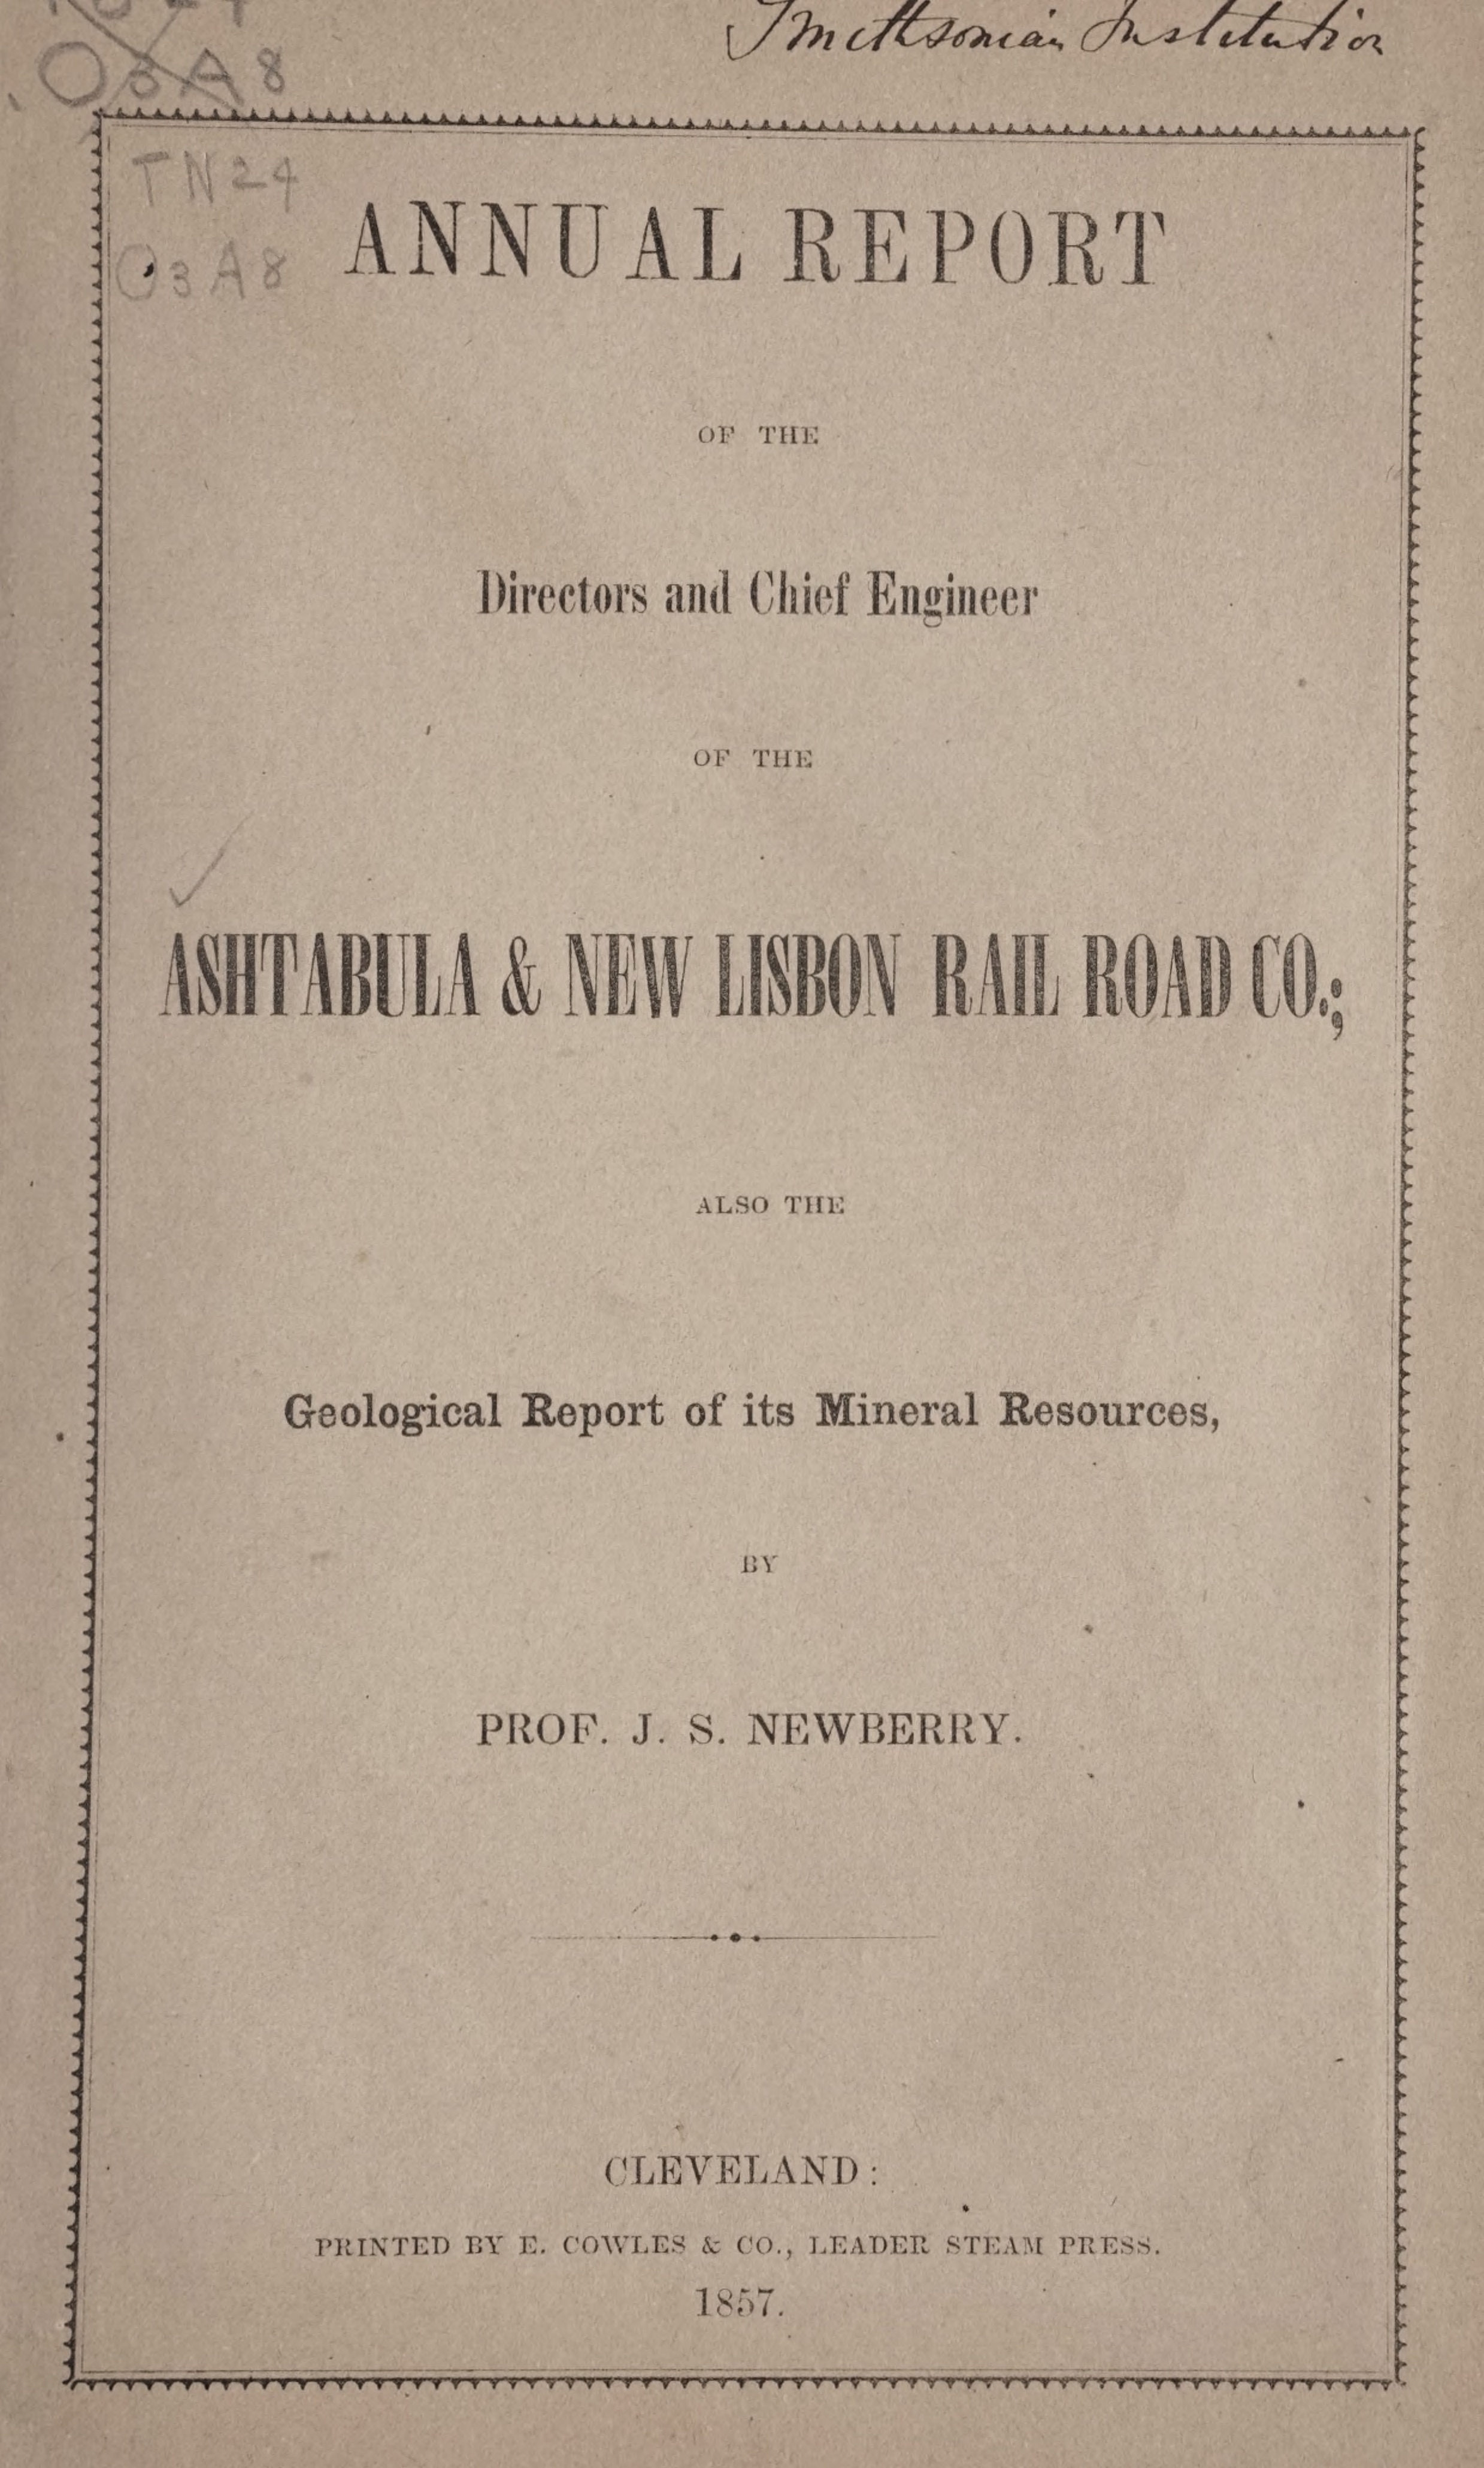 Smithsonian Institution
O3A8
TN24
O3A8
ANNUAL REPORT
OF THE
Directors and Chief Engineer
OF THE
ASHTABULA & NEW LISBON RAIL ROAD CO.;
ALSO THE
Geological Report of its Mineral Resources,
BY
PROF. J. S. NEWBERRY.
CLEVELAND:
PRINTED BY E. COWLES & CO., LEADER STEAM PRESS.
1857.